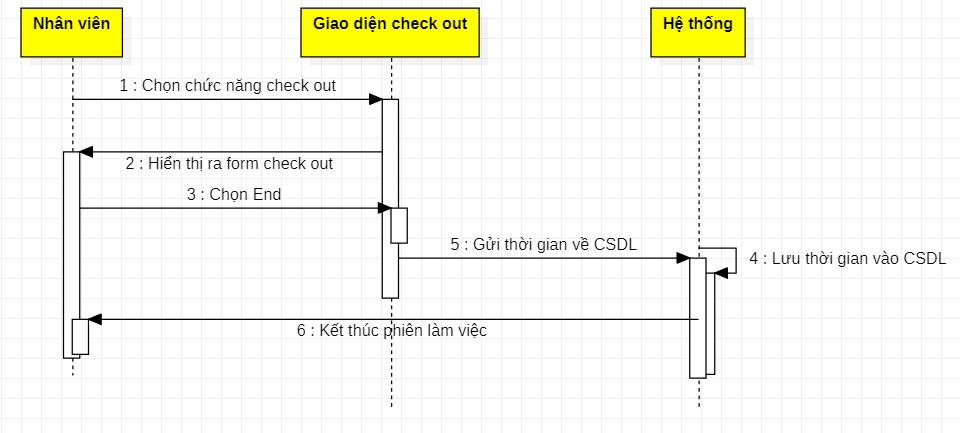 Nhân viên
Giao diện check out
Hệ thống
1 : Chọn chức năng check out
2 : Hiển thị ra form check out
3 : Chọn End
5 : Gửi thời gian về CSDL
4 : Lưu thời gian vào CSDL
6 : Kết thúc phiên làm việc